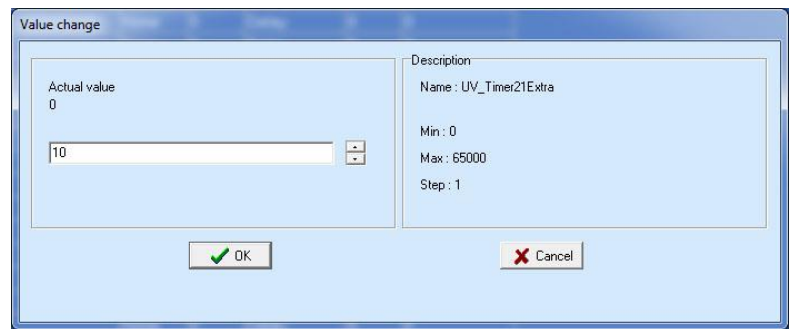 Value change
Actual value
0
10
OK
Description
Name : UV_Timer21Extra
Min : 0
Max : 65000
Step : 1
Cancel